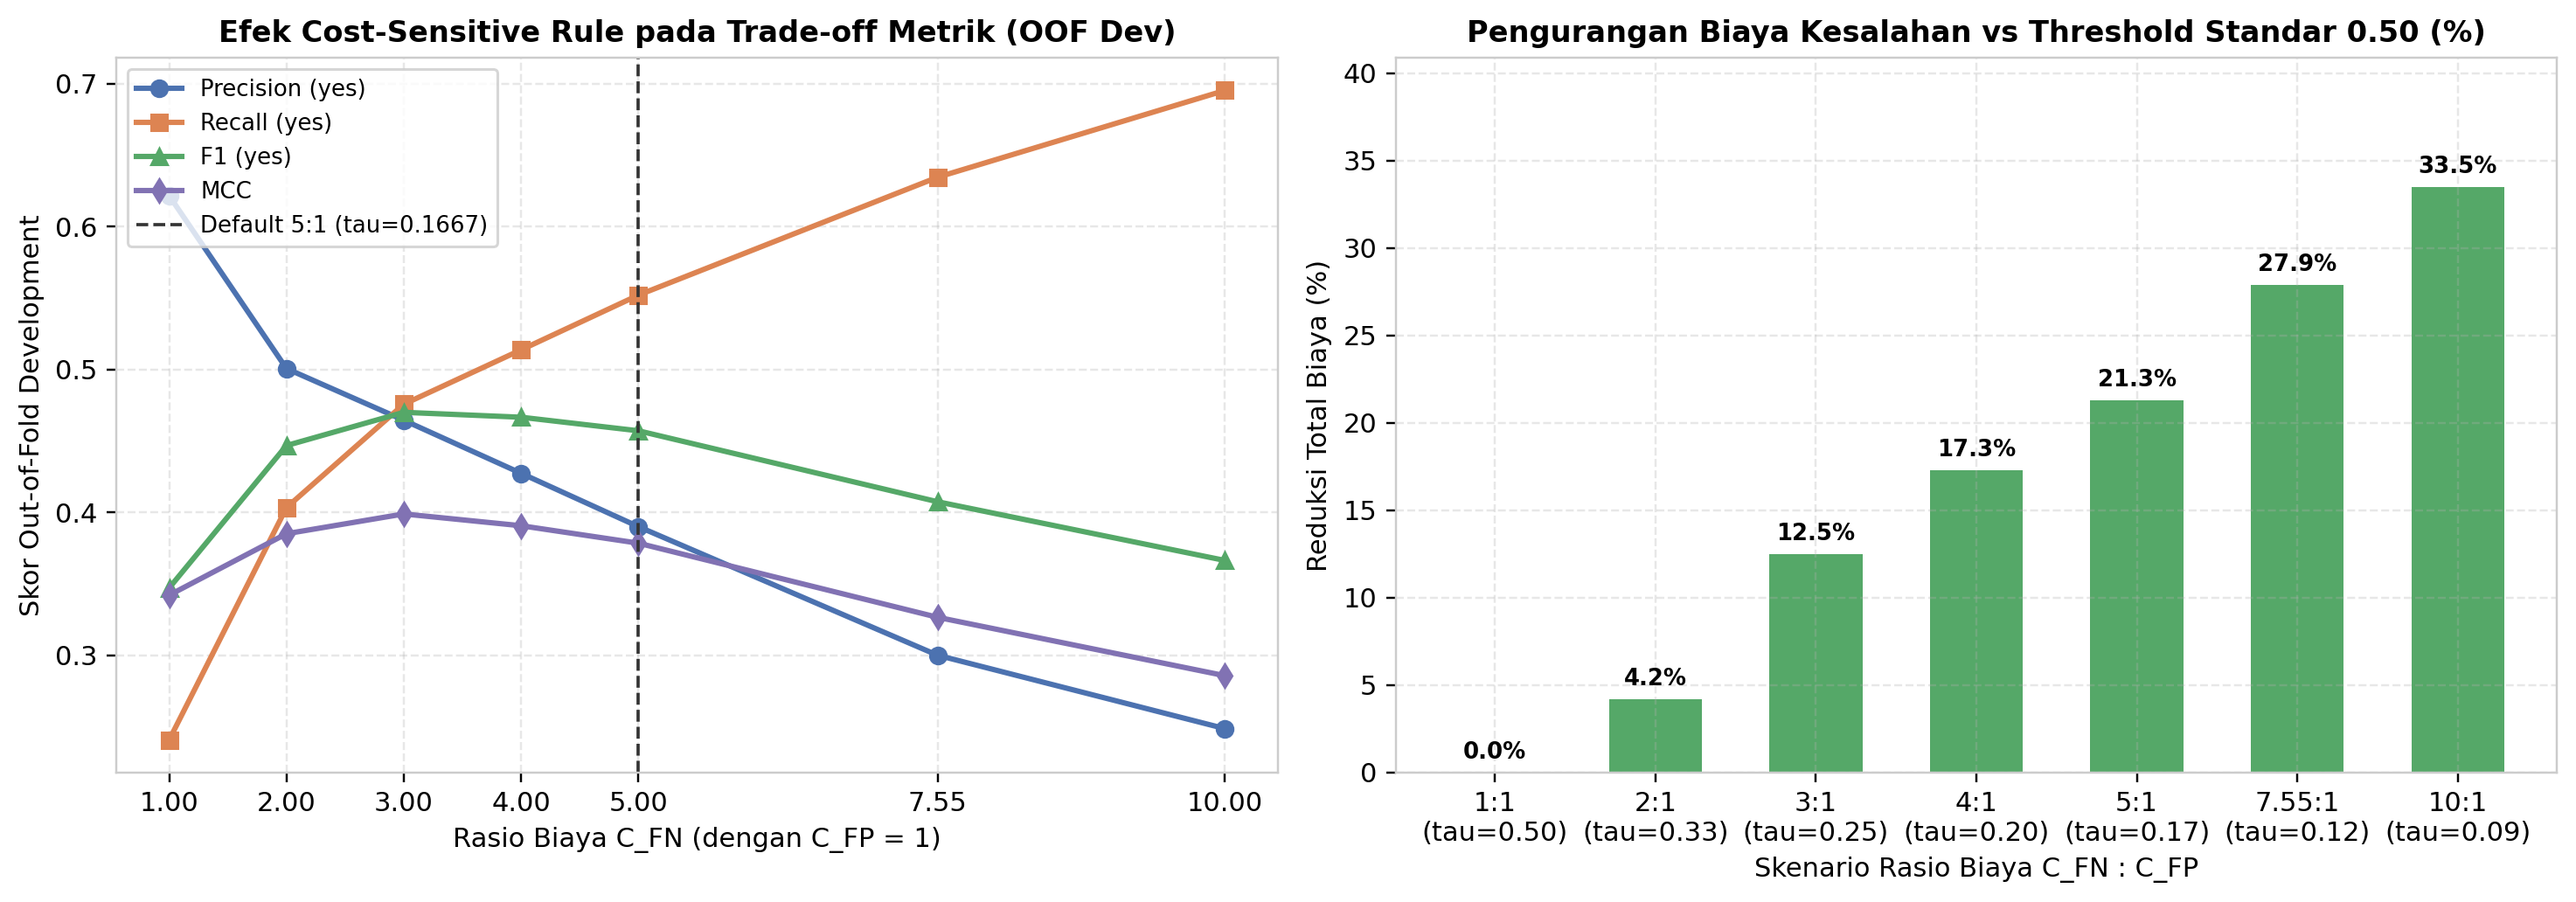 Efek Cost-Sensitive Rule pada Trade-off Metrik (OOF Dev)
Precision (yes)
Recall (yes)
F1 (yes)
MCC
Default 5:1 (tau=0.1667)
Skor Out-of-Fold Development
0.7
0.6
0.5
0.4
0.3
1.00 2.00 3.00 4.00 5.00 7.55 10.00
Rasio Biaya C_FN (dengan C_FP = 1)
Pengurangan Biaya Kesalahan vs Threshold Standar 0.50 (%)
Reduksi Total Biaya (%)
40
35
30
25
20
15
10
5
0
0.0%
4.2%
12.5%
17.3%
21.3%
27.9%
33.5%
1:1 2:1 3:1 4:1 5:1 7.55:1 10:1
(tau=0.50) (tau=0.33) (tau=0.25) (tau=0.20) (tau=0.17) (tau=0.12) (tau=0.09)
Skenario Rasio Biaya C_FN : C_FP